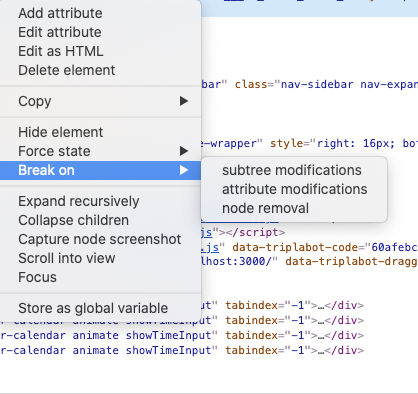 Add attribute
Edit attribute
Edit as HTML
Delete element
bar" class="nav-sidebar nav-expan
Copy
Hide element
e-wrapper" style="right: 16px; bot
Force state
Break on
subtree modifications
attribute modifications
node removal
Expand recursively
Collapse children
js"></script>
Capture node screenshot
.js" data-triplabot-code="60afebc
Scroll into view
lhost:3000/" data-triplabot-dragg
Focus
Store as global variable
nput" tabindex="-1">…</div>
r-calendar animate showTimeInput" tabindex="-1">…</div>
r-calendar animate showTimeInput" tabindex="-1">…</div>
r-calendar animate showTimeInput" tabindex="-1">…</div>